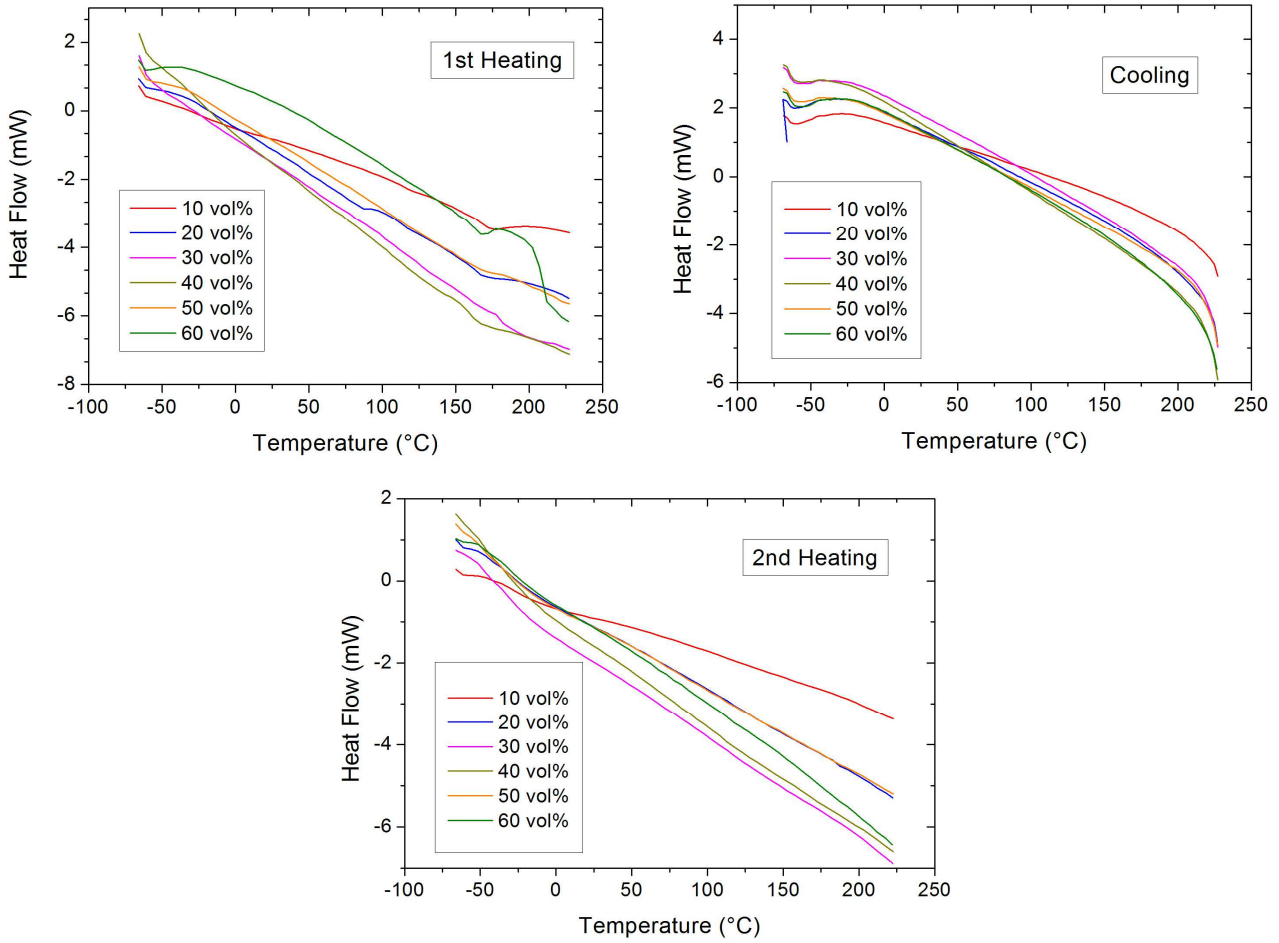 1st Heating
Heat Flow (mW)
2
0
-2
-4
-6
-8
10 vol%
20 vol%
30 vol%
40 vol%
50 vol%
60 vol%
-100 -50 0 50 100 150 200 250
Temperature (°C)
Cooling
Heat Flow (mW)
4
2
0
-2
-4
-6
10 vol%
20 vol%
30 vol%
40 vol%
50 vol%
60 vol%
-100 -50 0 50 100 150 200 250
Temperature (°C)
2nd Heating
Heat Flow (mW)
2
0
-2
-4
-6
10 vol%
20 vol%
30 vol%
40 vol%
50 vol%
60 vol%
-100 -50 0 50 100 150 200 250
Temperature (°C)